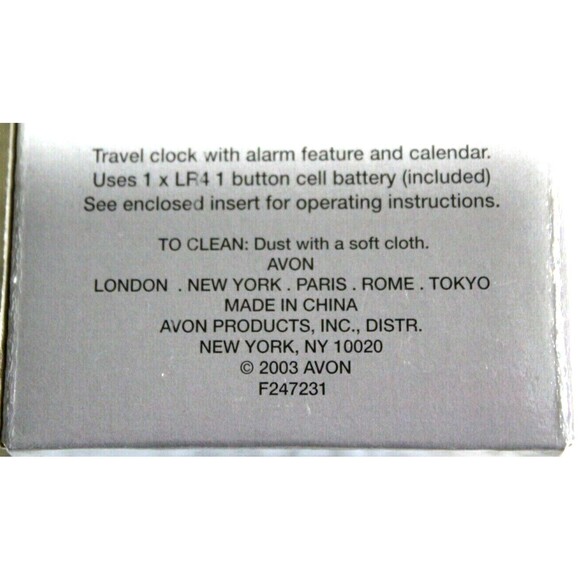 Travel clock with alarm feature and calendar.
Uses 1 x LR4 1 button cell battery (included)
See enclosed insert for operating instructions.
TO CLEAN: Dust with a soft cloth.
AVON
LONDON . NEW YORK . PARIS . ROME . TOKYO
MADE IN CHINA
AVON PRODUCTS, INC., DISTR.
NEW YORK, NY 10020
© 2003 AVON
F247231